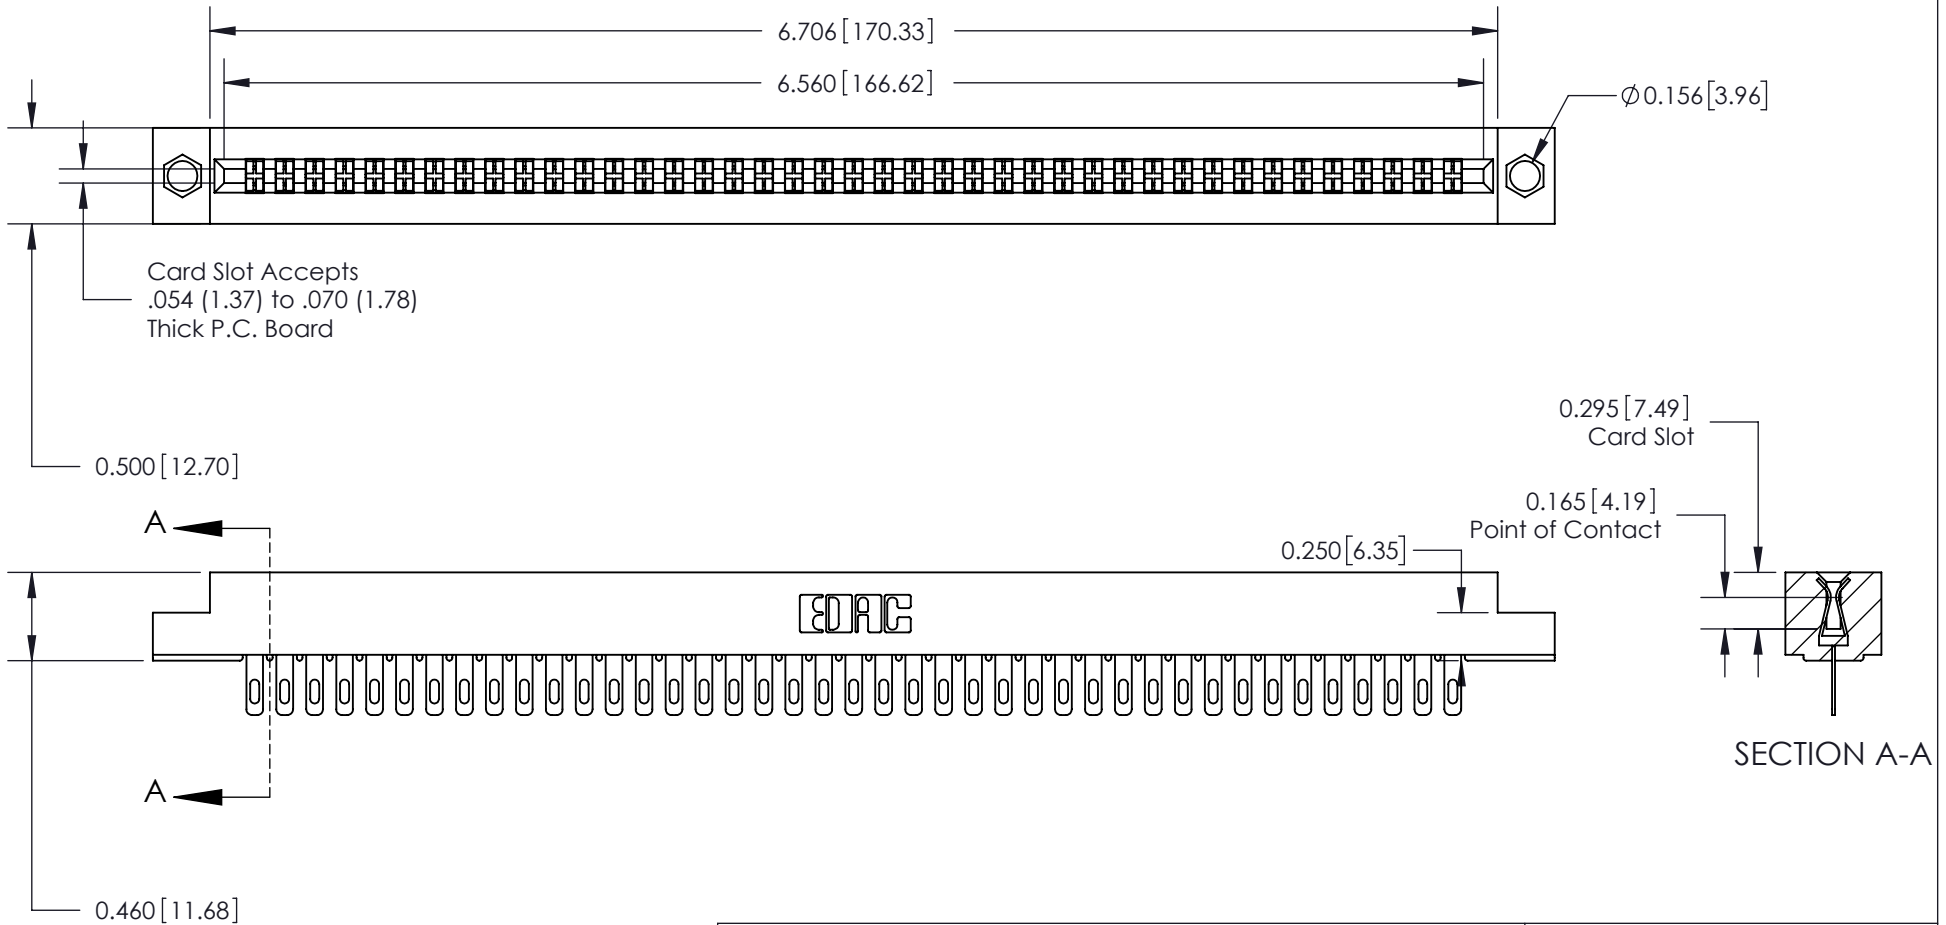 6.706[170.33]
6.560[166.62]
Ø0.156[3.96]
Card Slot Accepts
.054 (1.37) to .070 (1.78)
Thick P.C. Board
0.295[7.49]
Card Slot
0.500[12.70]
0.165[4.19]
Point of Contact
A
0.250[6.35]
EDAC
SECTION A-A
A
0.460[11.68]